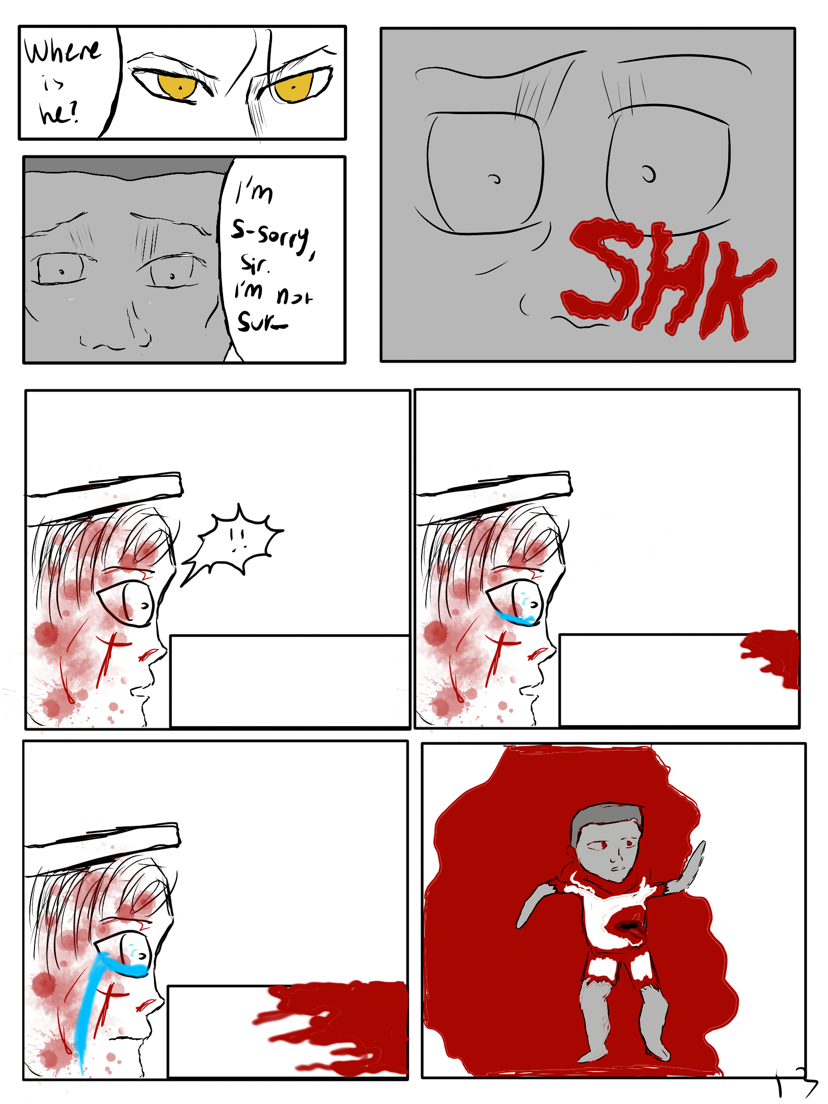 Where
is
he?
I'm
s-sorry,
sir.
I'm not
sur-
SHK
!!
13